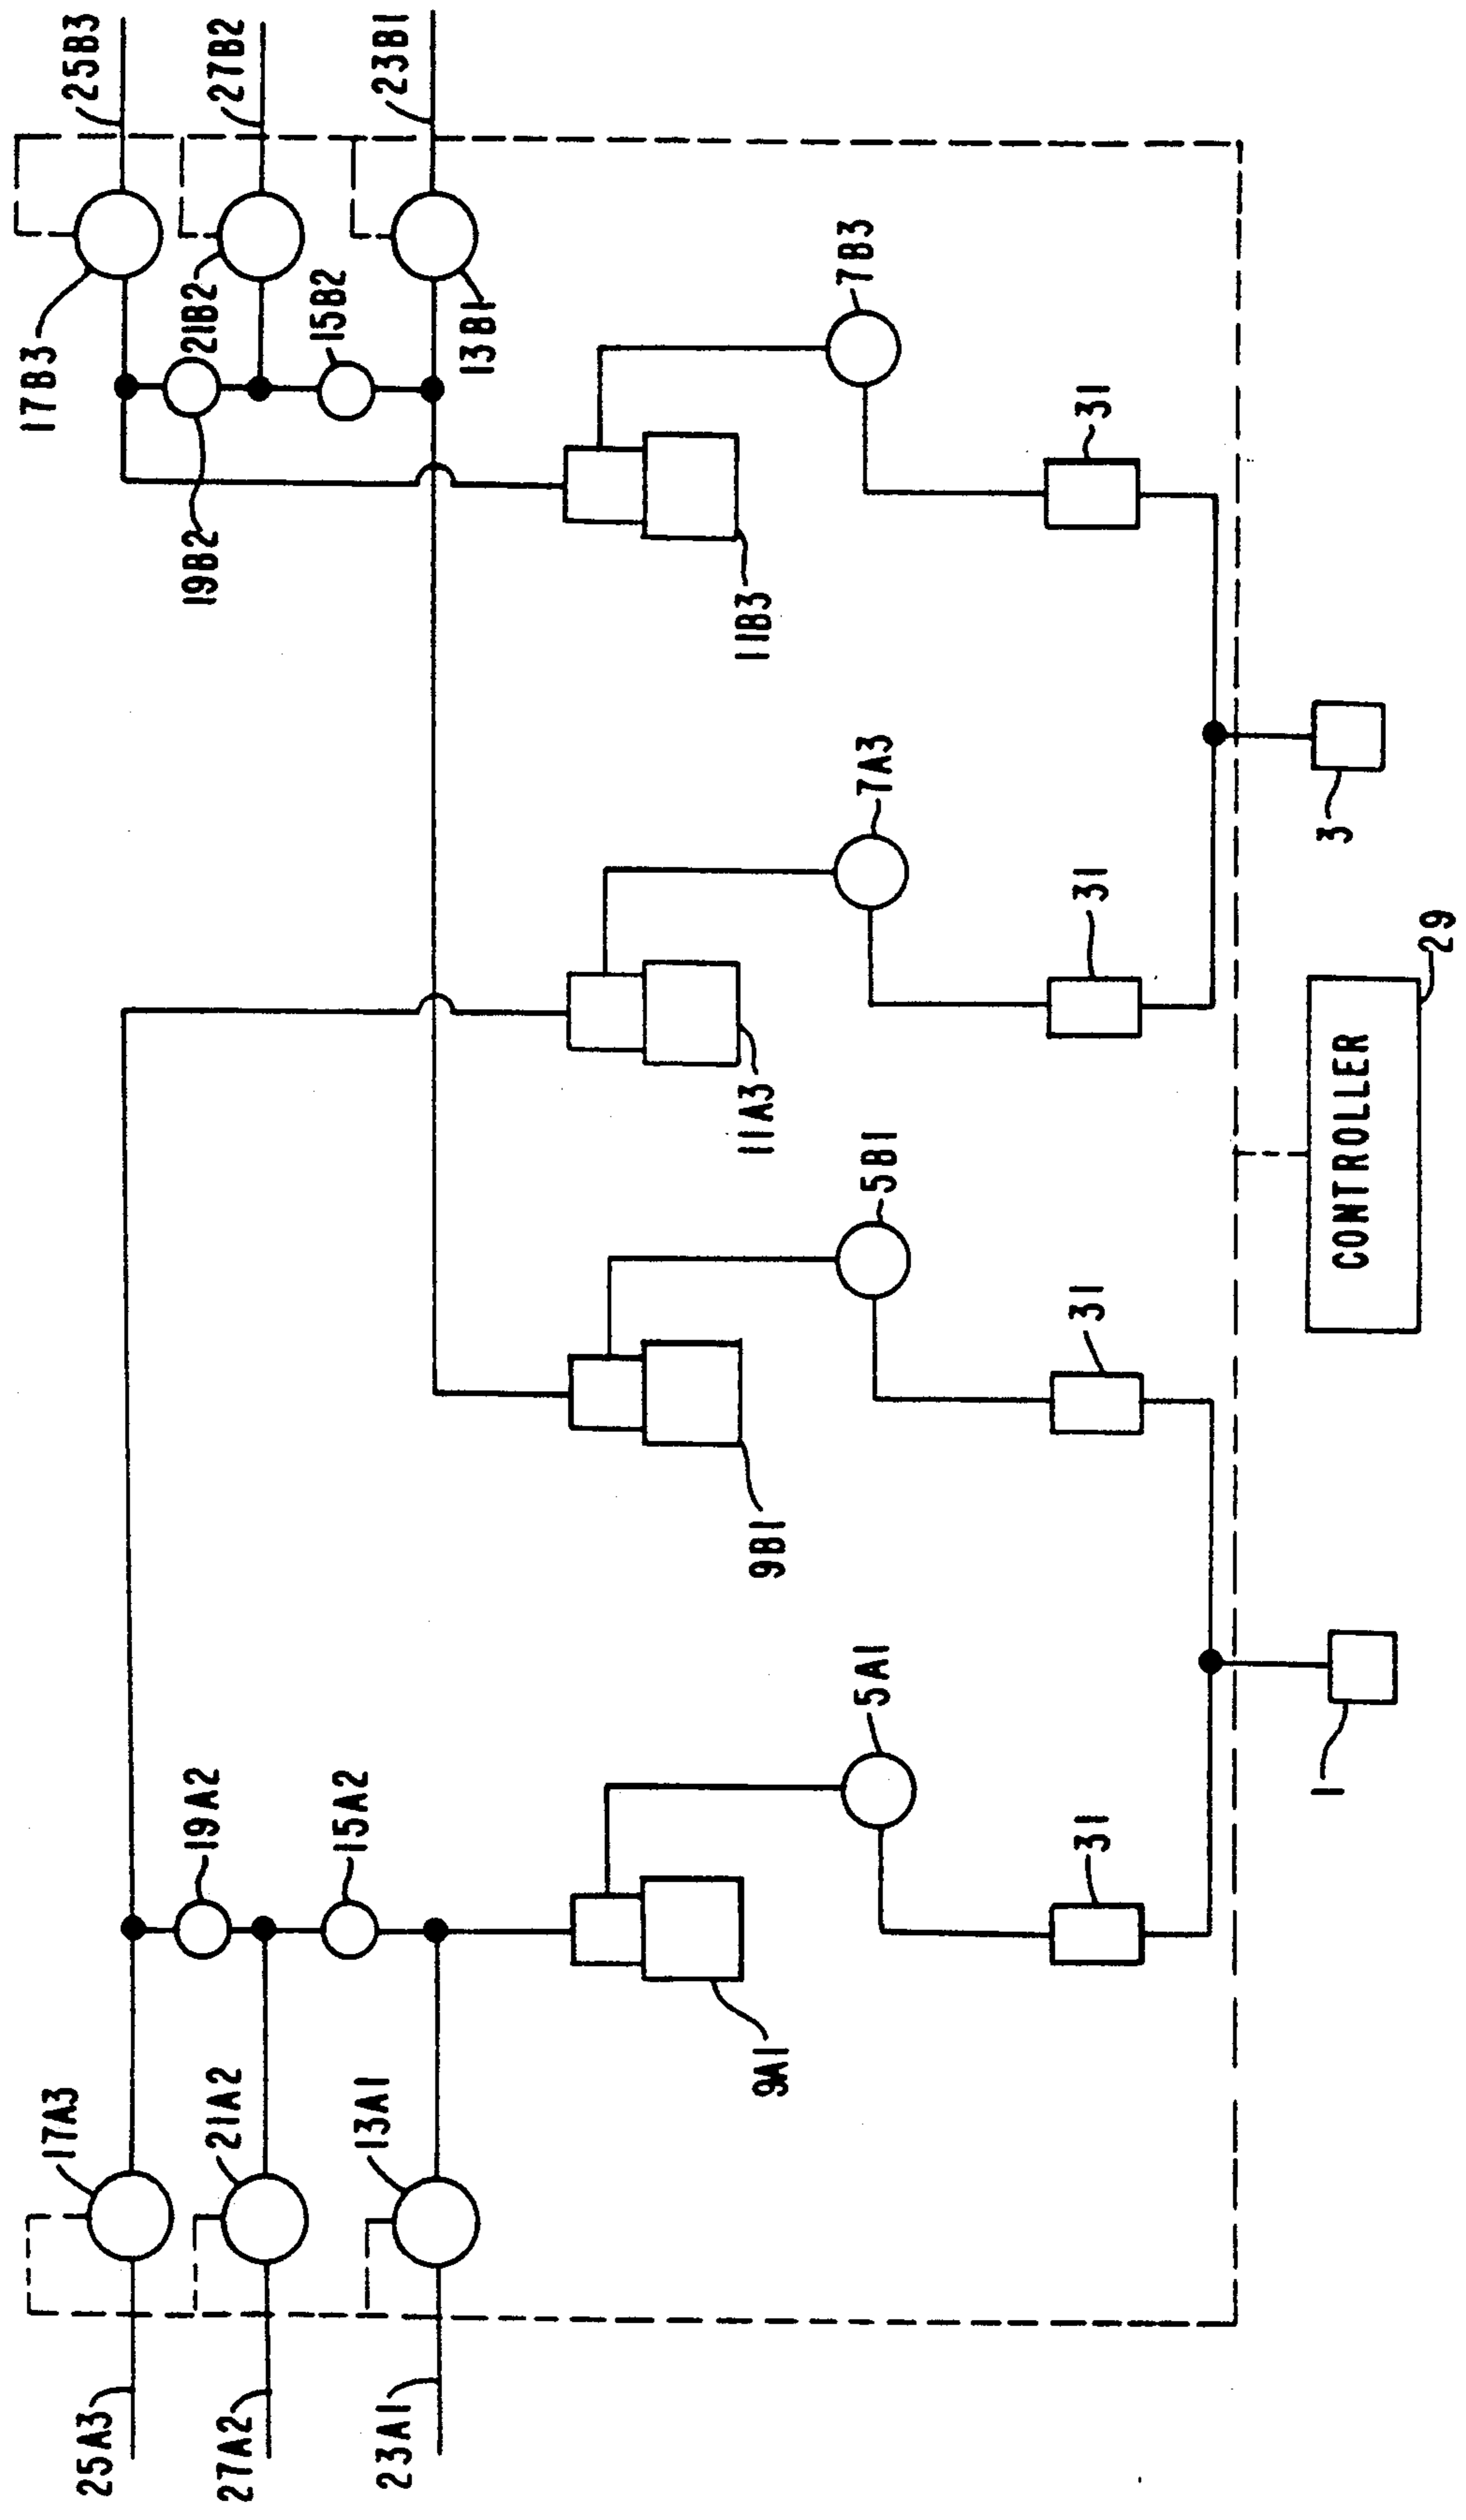 25A3
27A2
23A1
17A3
21A2
13A1
19A2
15A2
9A1
5A1
31
1
9B1
5B1
31
11A3
7A3
31
3
11B3
7B3
31
19B2
15B2
21B2
17B3
13B1
25B3
27B2
23B1
CONTROLLER
29